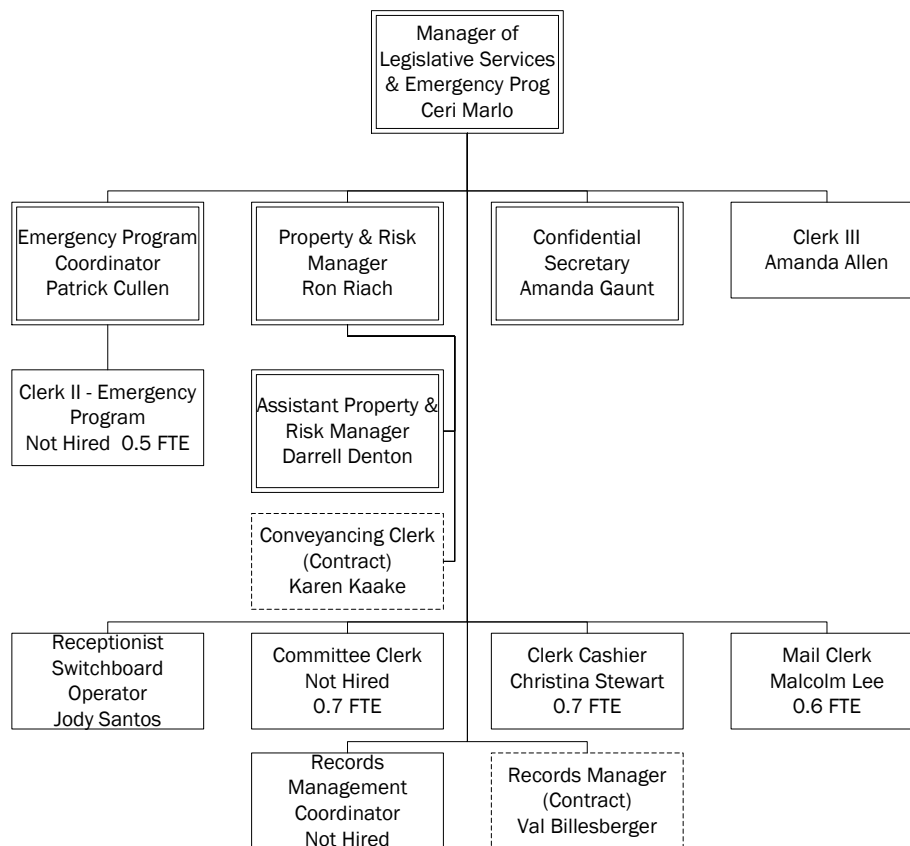 Manager of
Legislative Services
& Emergency Prog
Ceri Marlo
Emergency Program
Coordinator
Patrick Cullen
Property & Risk
Manager
Ron Riach
Confidential
Secretary
Amanda Gaunt
Clerk III
Amanda Allen
Clerk II - Emergency
Program
Not Hired 0.5 FTE
Assistant Property &
Risk Manager
Darrell Denton
Conveyancing Clerk
(Contract)
Karen Kaake
Receptionist
Switchboard
Operator
Jody Santos
Committee Clerk
Not Hired
0.7 FTE
Clerk Cashier
Christina Stewart
0.7 FTE
Mail Clerk
Malcolm Lee
0.6 FTE
Records
Management
Coordinator
Not Hired
Records Manager
(Contract)
Val Billesberger